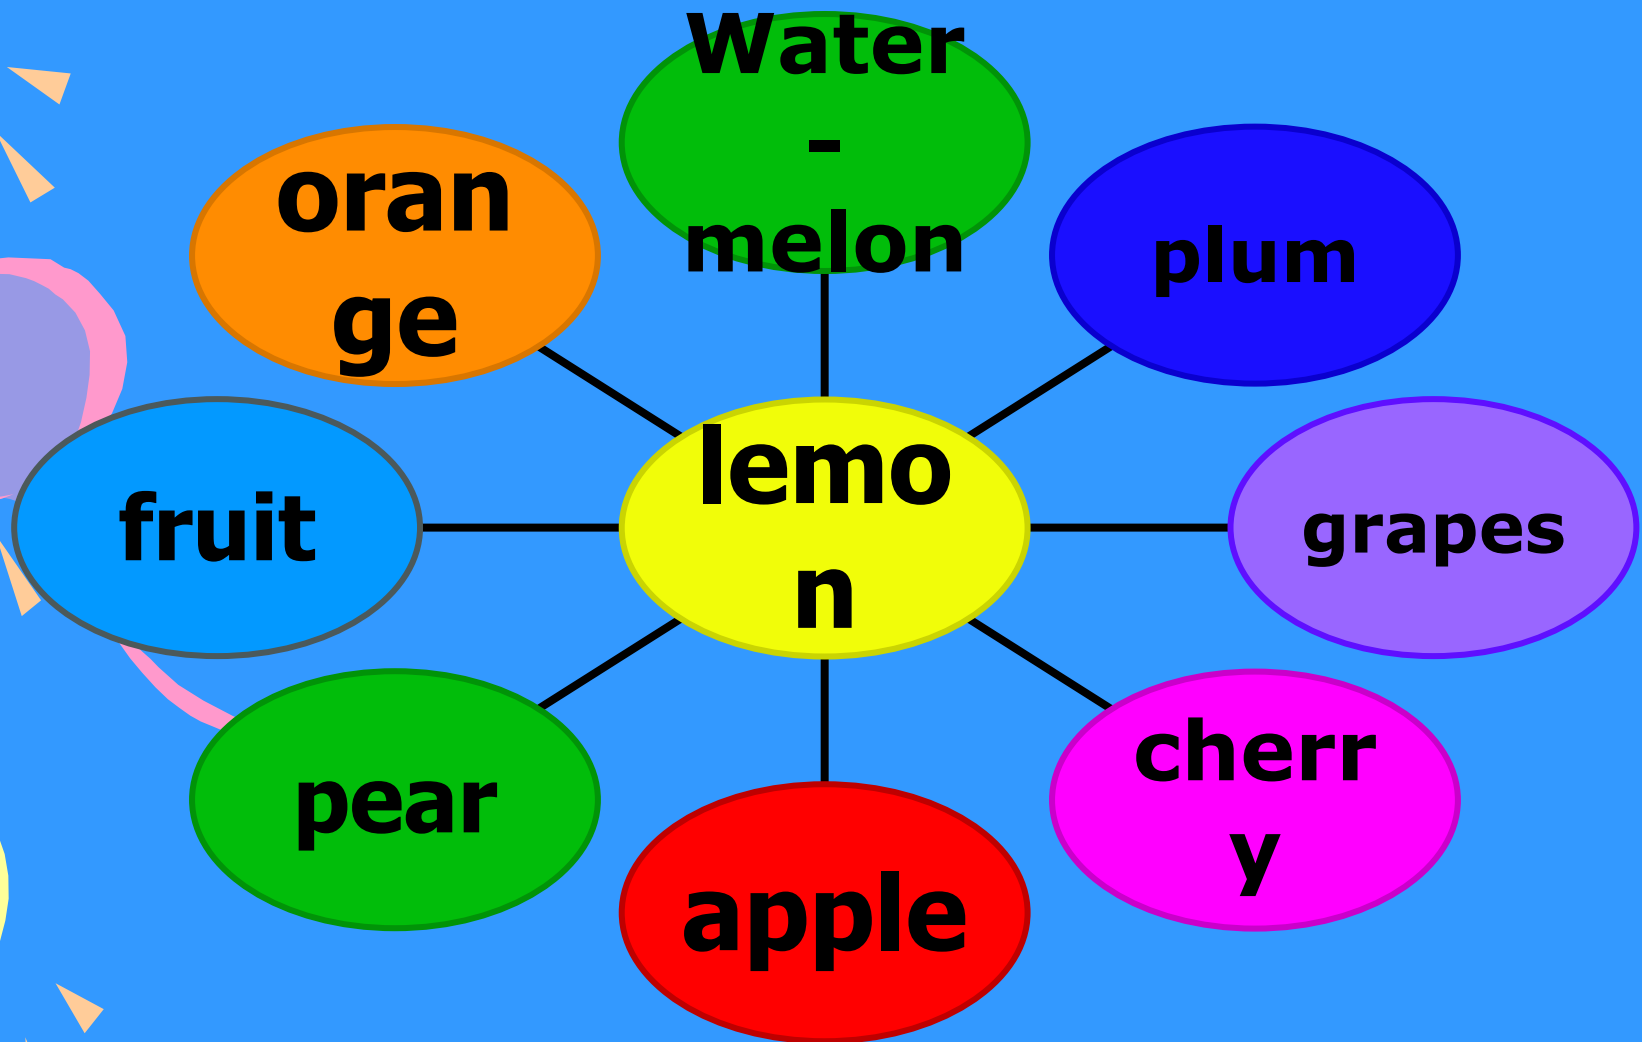 Water
-
melon
oran
ge
plum
fruit
lemo
n
grapes
pear
cherr
y
apple